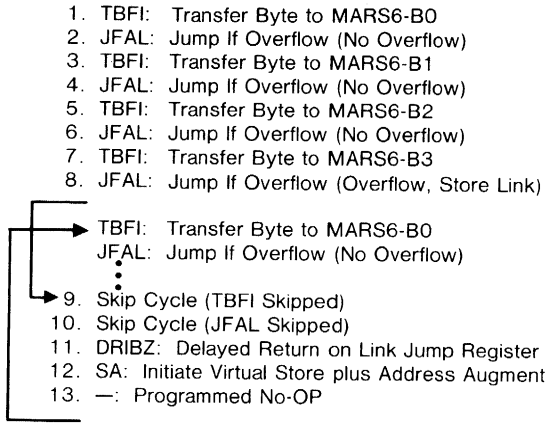 1. TBFI: Transfer Byte to MARS6-B0
2. JFAL: Jump If Overflow (No Overflow)
3. TBFI: Transfer Byte to MARS6-B1
4. JFAL: Jump If Overflow (No Overflow)
5. TBFI: Transfer Byte to MARS6-B2
6. JFAL: Jump If Overflow (No Overflow)
7. TBFI: Transfer Byte to MARS6-B3
8. JFAL: Jump If Overflow (Overflow, Store Link)
TBFI: Transfer Byte to MARS6-B0
JFAL: Jump If Overflow (No Overflow)
9. Skip Cycle (TBFI Skipped)
10. Skip Cycle (JFAL Skipped)
11. DRIBZ: Delayed Return on Link Jump Register
12. SA: Initiate Virtual Store plus Address Augment
13. —: Programmed No-OP